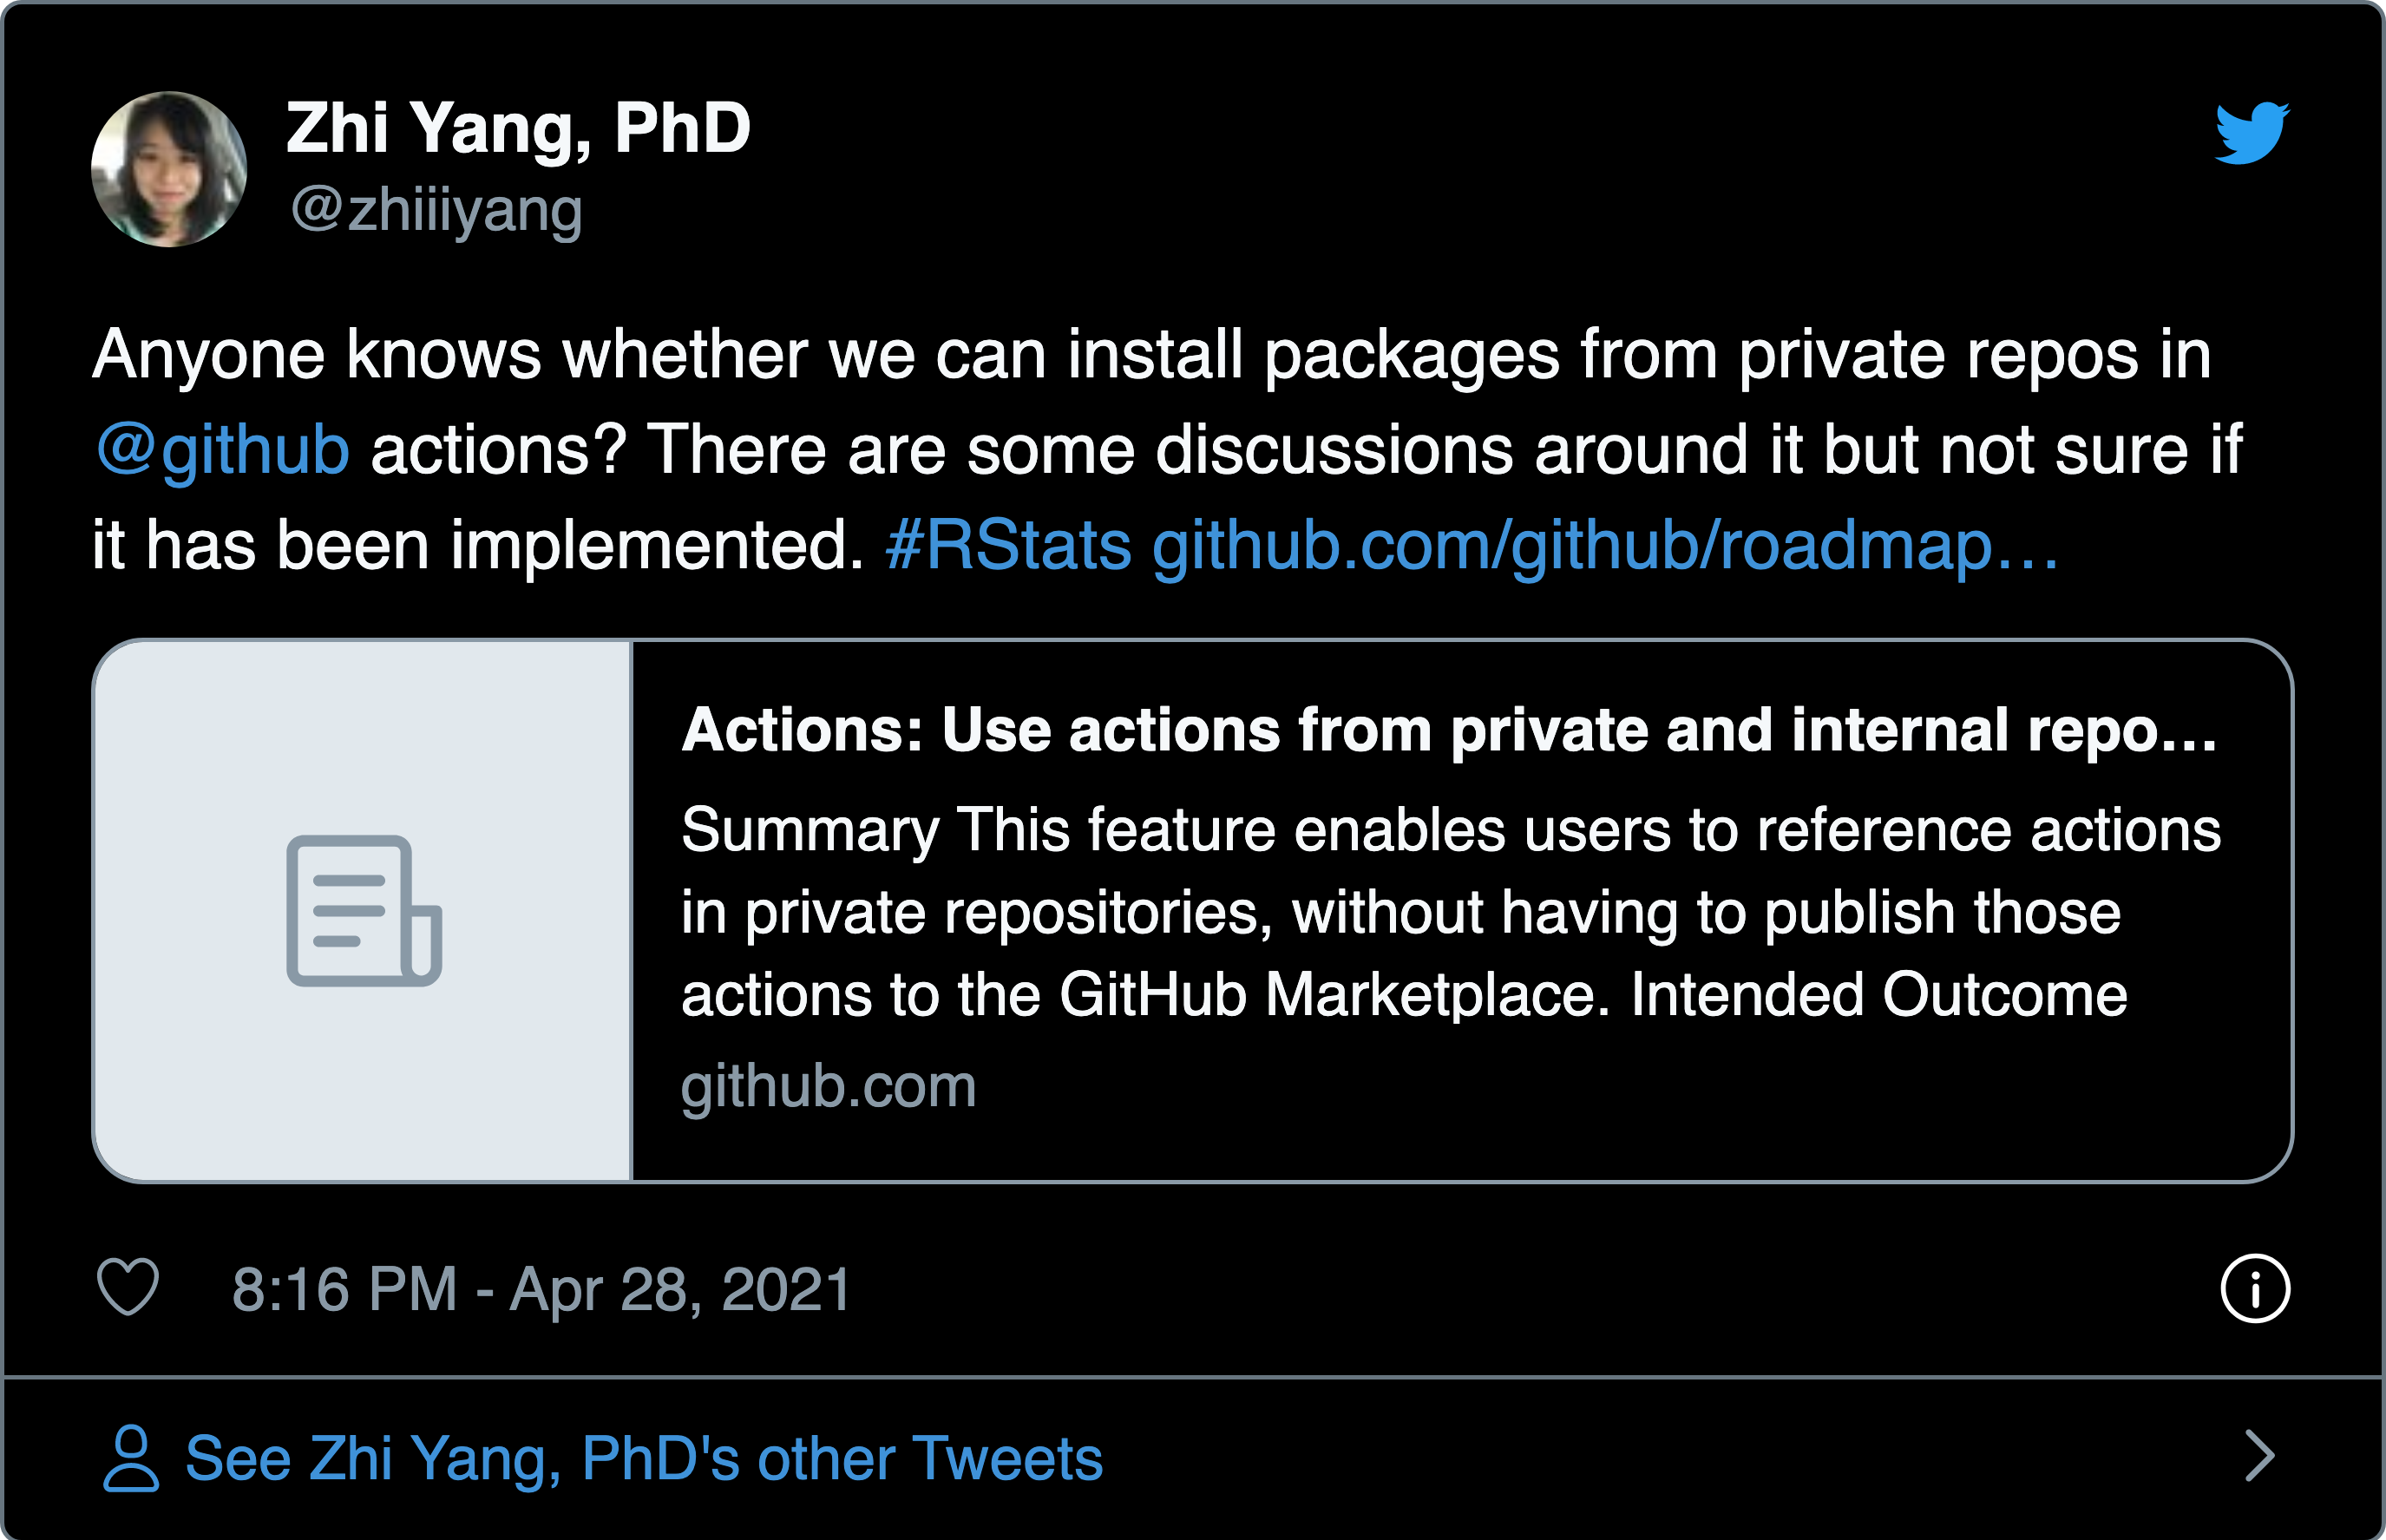 Zhi Yang, PhD
@zhiiiyang
Anyone knows whether we can install packages from private repos in
@github actions? There are some discussions around it but not sure if
it has been implemented. #RStats github.com/github/roadmap…
Actions: Use actions from private and internal repo…
Summary This feature enables users to reference actions
in private repositories, without having to publish those
actions to the GitHub Marketplace. Intended Outcome
github.com
8:16 PM - Apr 28, 2021
See Zhi Yang, PhD's other Tweets